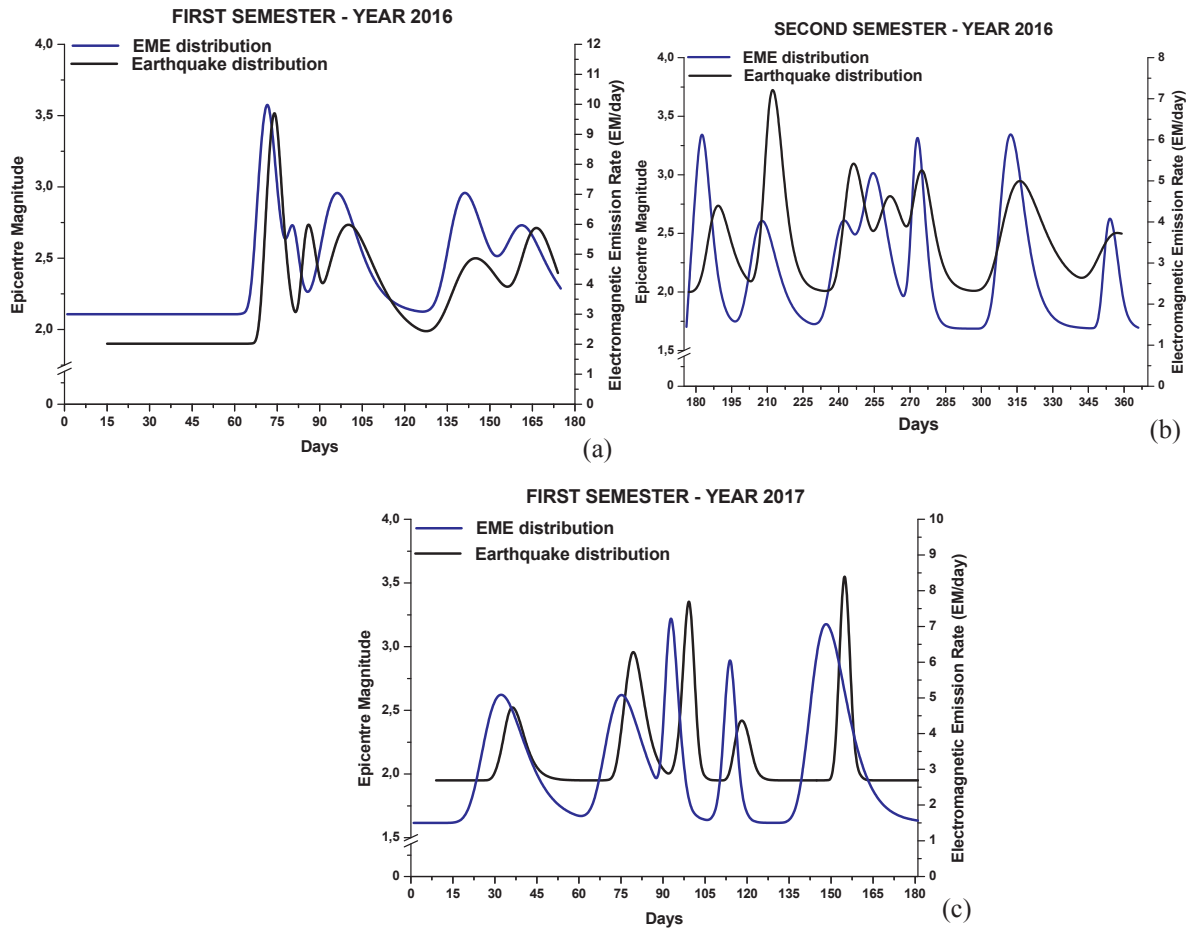 FIRST SEMESTER - YEAR 2016
EME distribution
Earthquake distribution
Epicentre Magnitude
4,0
3,5
3,0
2,5
2,0
0
Electromagnetic Emission Rate (EM/day)
12
11
10
9
8
7
6
5
4
3
2
1
0
0 15 30 45 60 75 90 105 120 135 150 165 180
Days
(a)
SECOND SEMESTER - YEAR 2016
EME distribution
Earthquake distribution
Epicentre Magnitude
4,0
3,5
3,0
2,5
2,0
1,5
0
Electromagnetic Emission Rate (EM/day)
8
7
6
5
4
3
2
1
0
180 195 210 225 240 255 270 285 300 315 330 345 360
Days
(b)
FIRST SEMESTER - YEAR 2017
EME distribution
Earthquake distribution
Epicentre Magnitude
4,0
3,5
3,0
2,5
2,0
1,5
0
Electromagnetic Emission Rate (EM/day)
10
9
8
7
6
5
4
3
2
1
0
0 15 30 45 60 75 90 105 120 135 150 165 180
Days
(c)